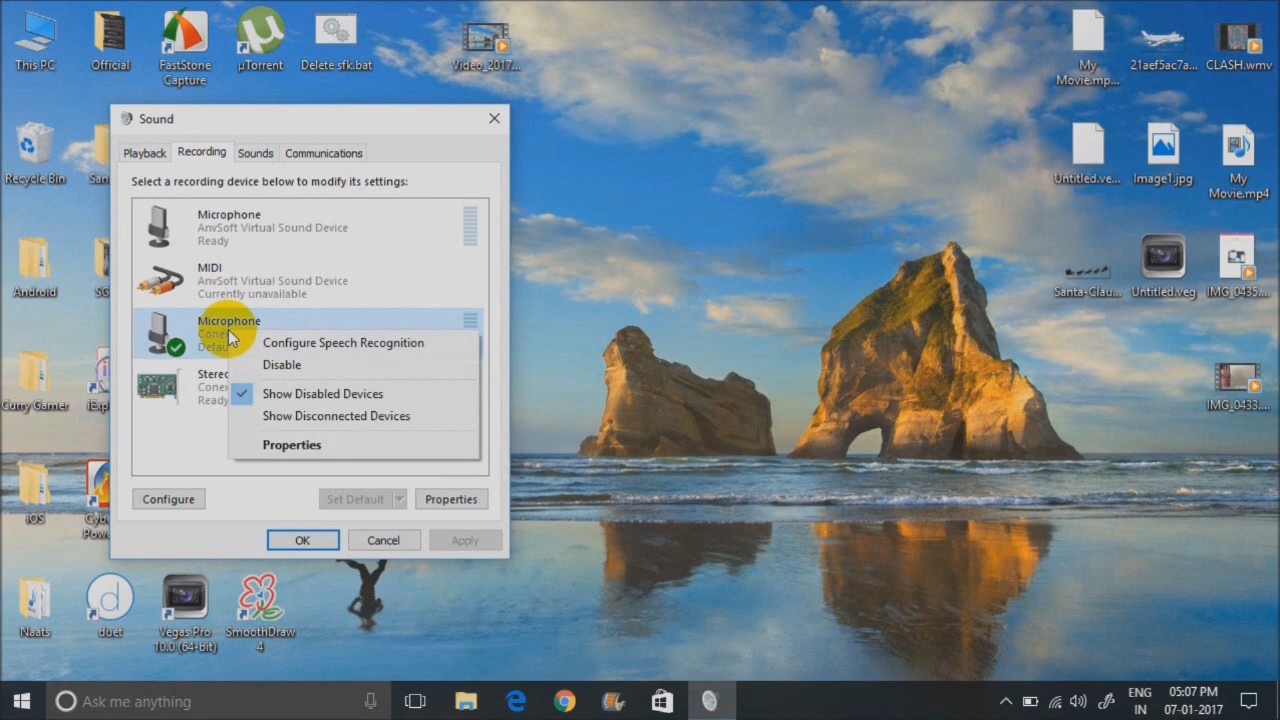 This PC
Official
FastStone
Capture
µTorrent
Delete sfk.bat
Video_2017...
My
Movie.mp...
21aef5ac7a...
CLASH.wmv
Sound
Playback
Recording
Sounds
Communications
Select a recording device below to modify its settings:
Microphone
AnvSoft Virtual Sound Device
Ready
MIDI
AnvSoft Virtual Sound Device
Currently unavailable
Microphone
Configure Speech Recognition
Disable
Show Disabled Devices
Show Disconnected Devices
Properties
Ready
Configure
Set Default
Properties
OK
Cancel
Apply
Recycle Bin
Untitled.ve...
Image1.jpg
My
Movie.mp4
Android
Santa-Clau...
Untitled.veg
IMG_0435....
Curry Gamer
IMG_0433....
iOS
Naats
duet
Vegas Pro
10.0 (64-bit)
SmoothDraw
4
Ask me anything
ENG
IN
05:07 PM
07-01-2017